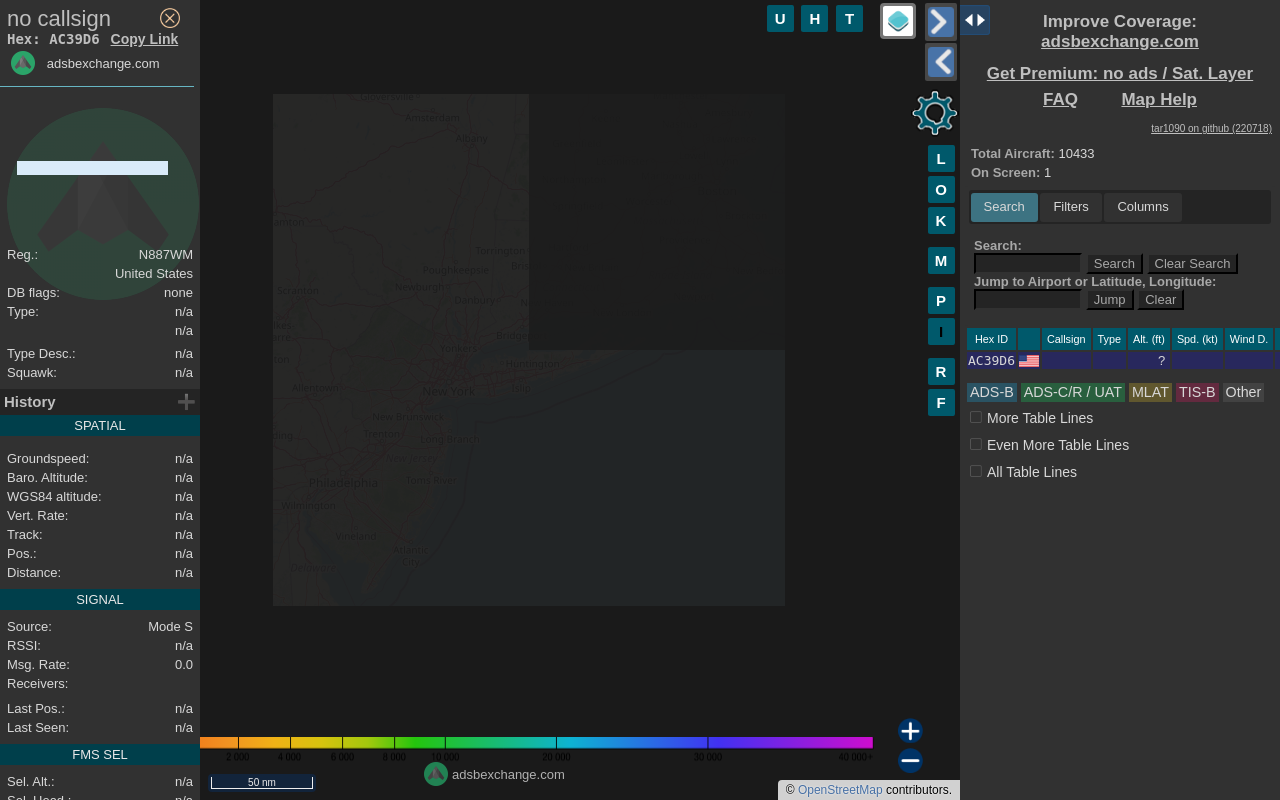 no callsign
Hex: AC39D6 Copy Link
adsbexchange.com
Reg.: N887WM
United States
DB flags: none
Type: n/a
n/a
Type Desc.: n/a
Squawk: n/a
History
SPATIAL
Groundspeed: n/a
Baro. Altitude: n/a
WGS84 altitude: n/a
Vert. Rate: n/a
Track: n/a
Pos.: n/a
Distance: n/a
SIGNAL
Source: Mode S
RSSI: n/a
Msg. Rate: 0.0
Receivers:
Last Pos.: n/a
Last Seen: n/a
FMS SEL
Sel. Alt.: n/a
Sel. Head.: n/a
U H T
L
O
K
M
P
I
R
F
Amsterdam
Albany
Torrington
Poughkeepsie
Newburgh
Scranton
Danbury
Yonkers
Huntington
Allentown
New York
New Brunswick
Trenton
Long Branch
New Jersey
Toms River
Philadelphia
Wilmington
Vineland
Atlantic
City
Delaware
2 000 4 000 6 000 8 000 10 000 20 000 30 000 40 000+
50 nm
adsbexchange.com
© OpenStreetMap contributors.
Improve Coverage:
adsbexchange.com
Get Premium: no ads / Sat. Layer
FAQ Map Help
tar1090 on github (220718)
Total Aircraft: 10433
On Screen: 1
Search Filters Columns
Search:
Search Clear Search
Jump to Airport or Latitude, Longitude:
Jump Clear
Hex ID Callsign Type Alt. (ft) Spd. (kt) Wind D.
AC39D6 ?
ADS-B ADS-C/R / UAT MLAT TIS-B Other
More Table Lines
Even More Table Lines
All Table Lines